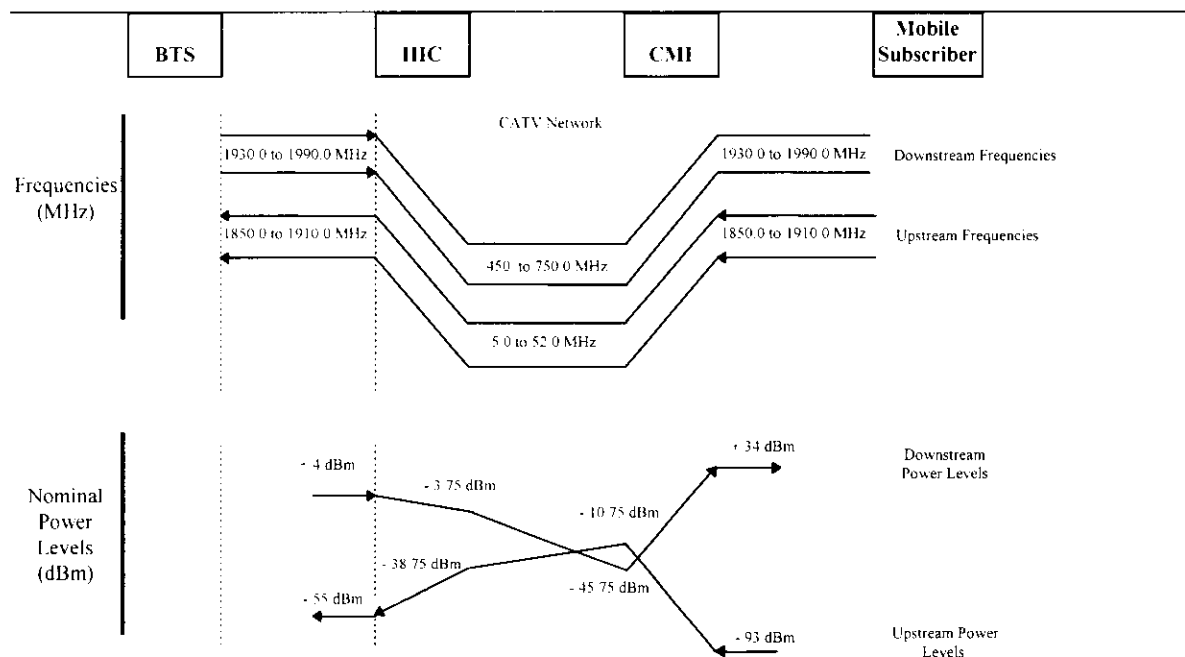 BTS
HIC
CMI
Mobile
Subscriber
CATV Network
1930.0 to 1990.0 MHz
1930.0 to 1990.0 MHz
Downstream Frequencies
Frequencies
(MHz)
1850.0 to 1910.0 MHz
1850.0 to 1910.0 MHz
Upstream Frequencies
450. to 750.0 MHz
5.0 to 52.0 MHz
+ 34 dBm
Downstream
Power Levels
+ 4 dBm
- 3.75 dBm
- 10.75 dBm
Nominal
Power
Levels
(dBm)
- 38.75 dBm
- 45.75 dBm
- 55 dBm
- 93 dBm
Upstream Power
Levels